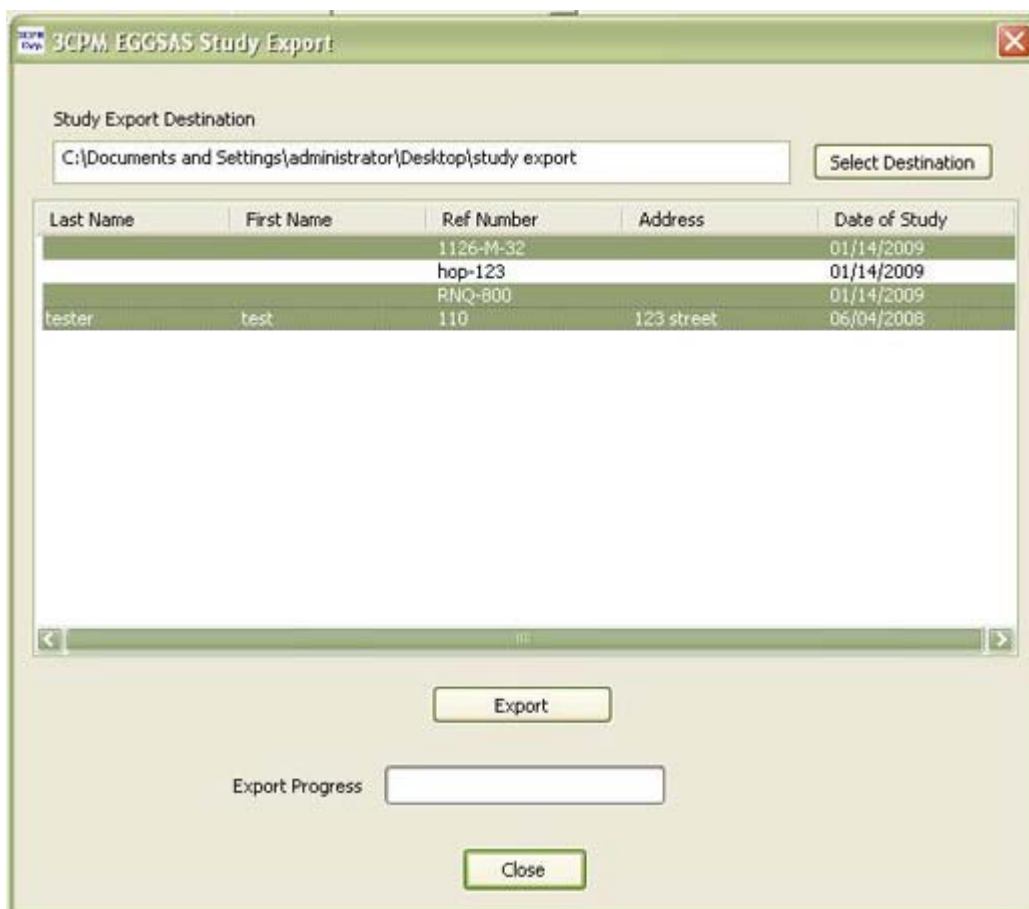 3CPM EGGSAS Study Export
Study Export Destination
C:\Documents and Settings\administrator\Desktop\study export
Select Destination
Last Name First Name Ref Number Address Date of Study
1126-M-32 01/14/2009
hop-123 01/14/2009
RNQ-800 01/14/2009
tester test 110 123 street 06/04/2008
Export
Export Progress
Close